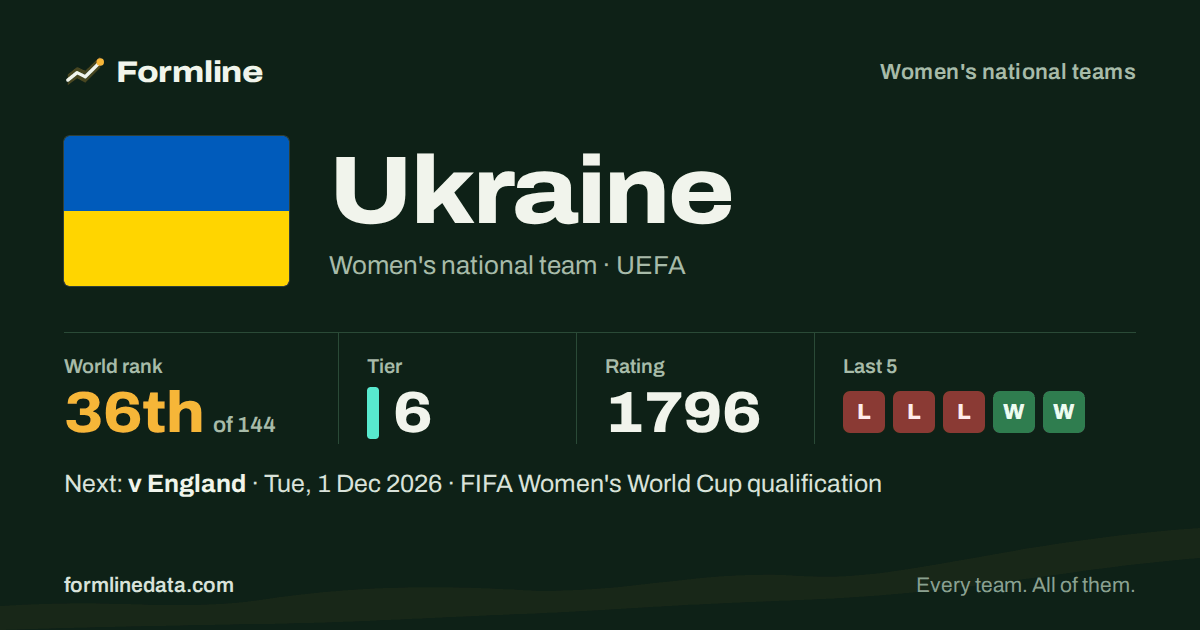 Formline
Women's national teams
Ukraine
Women's national team · UEFA
World rank
36th of 144
Tier
6
Rating
1796
Last 5
L L L W W
Next: v England · Tue, 1 Dec 2026 · FIFA Women's World Cup qualification
formlinedata.com
Every team. All of them.